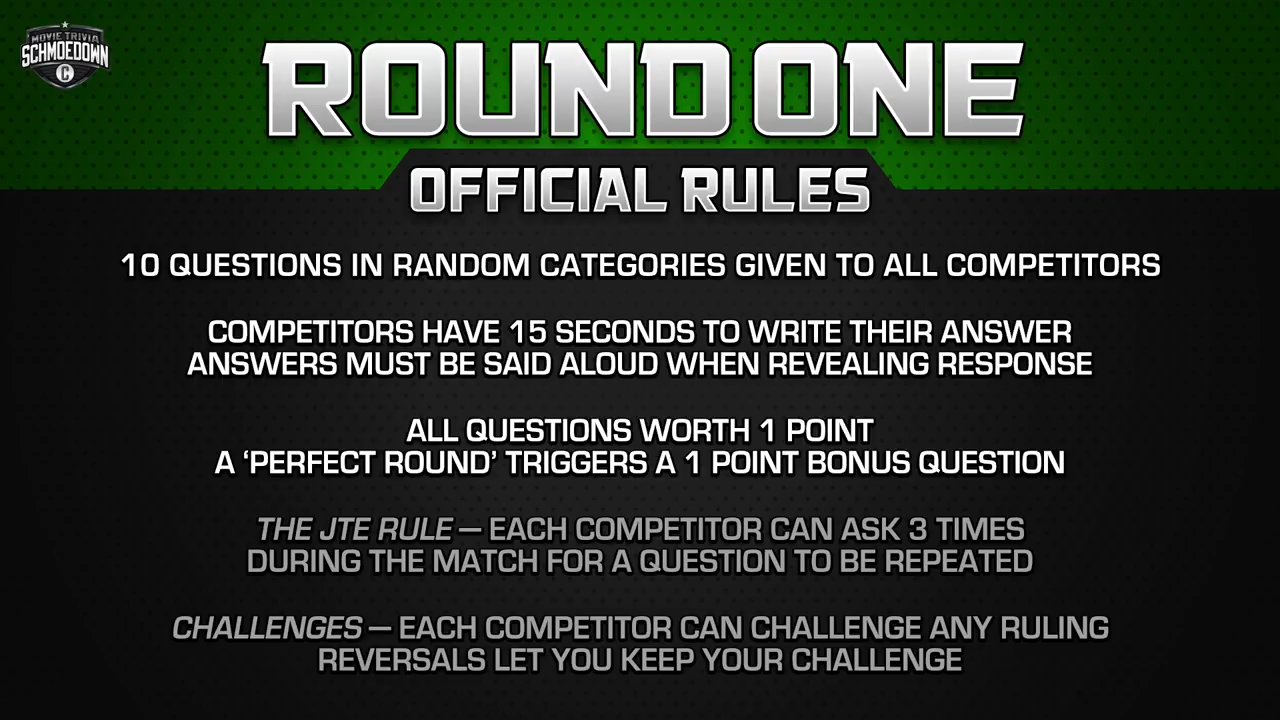 MOVIE TRIVIA
SCHMOEDOWN
C
ROUND ONE
OFFICIAL RULES
10 QUESTIONS IN RANDOM CATEGORIES GIVEN TO ALL COMPETITORS
COMPETITORS HAVE 15 SECONDS TO WRITE THEIR ANSWER
ANSWERS MUST BE SAID ALOUD WHEN REVEALING RESPONSE
ALL QUESTIONS WORTH 1 POINT
A ‘PERFECT ROUND’ TRIGGERS A 1 POINT BONUS QUESTION
THE JTE RULE – EACH COMPETITOR CAN ASK 3 TIMES
DURING THE MATCH FOR A QUESTION TO BE REPEATED
CHALLENGES – EACH COMPETITOR CAN CHALLENGE ANY RULING
REVERSALS LET YOU KEEP YOUR CHALLENGE